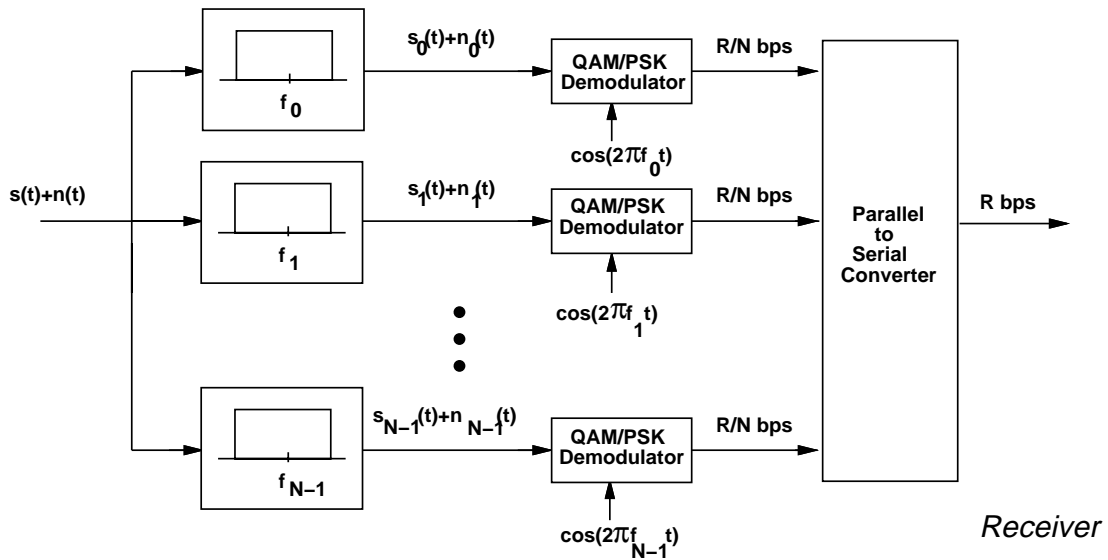 s(t)+n(t)
f0
s0(t)+n0(t)
QAM/PSK
Demodulator
cos(2πf0t)
R/N bps
f1
s1(t)+n1(t)
QAM/PSK
Demodulator
cos(2πf1t)
R/N bps
fN−1
sN−1(t)+nN−1(t)
QAM/PSK
Demodulator
cos(2πfN−1t)
R/N bps
Parallel
to
Serial
Converter
R bps
Receiver